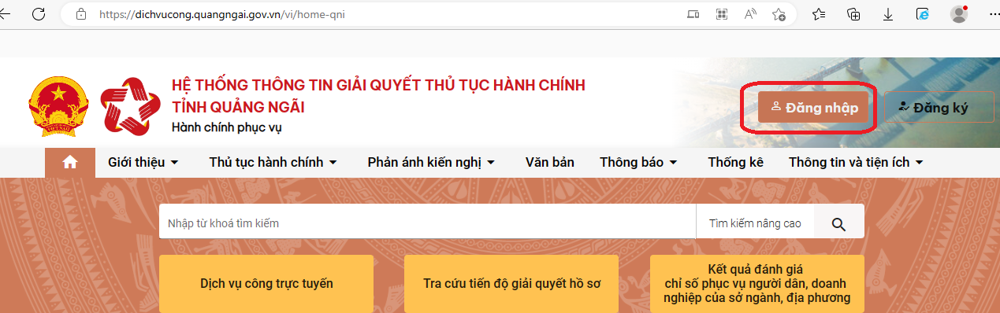 https://dichvucong.quangngai.gov.vn/vi/home-qni
HỆ THỐNG THÔNG TIN GIẢI QUYẾT THỦ TỤC HÀNH CHÍNH
TỈNH QUẢNG NGÃI
Hành chính phục vụ
VIỆT NAM
Đăng nhập
Đăng ký
Giới thiệu
Thủ tục hành chính
Phản ánh kiến nghị
Văn bản
Thông báo
Thống kê
Thông tin và tiện ích
Nhập từ khoá tìm kiếm
Tìm kiếm nâng cao
Dịch vụ công trực tuyến
Tra cứu tiến độ giải quyết hồ sơ
Kết quả đánh giá
chỉ số phục vụ người dân, doanh
nghiệp của sở ngành, địa phương